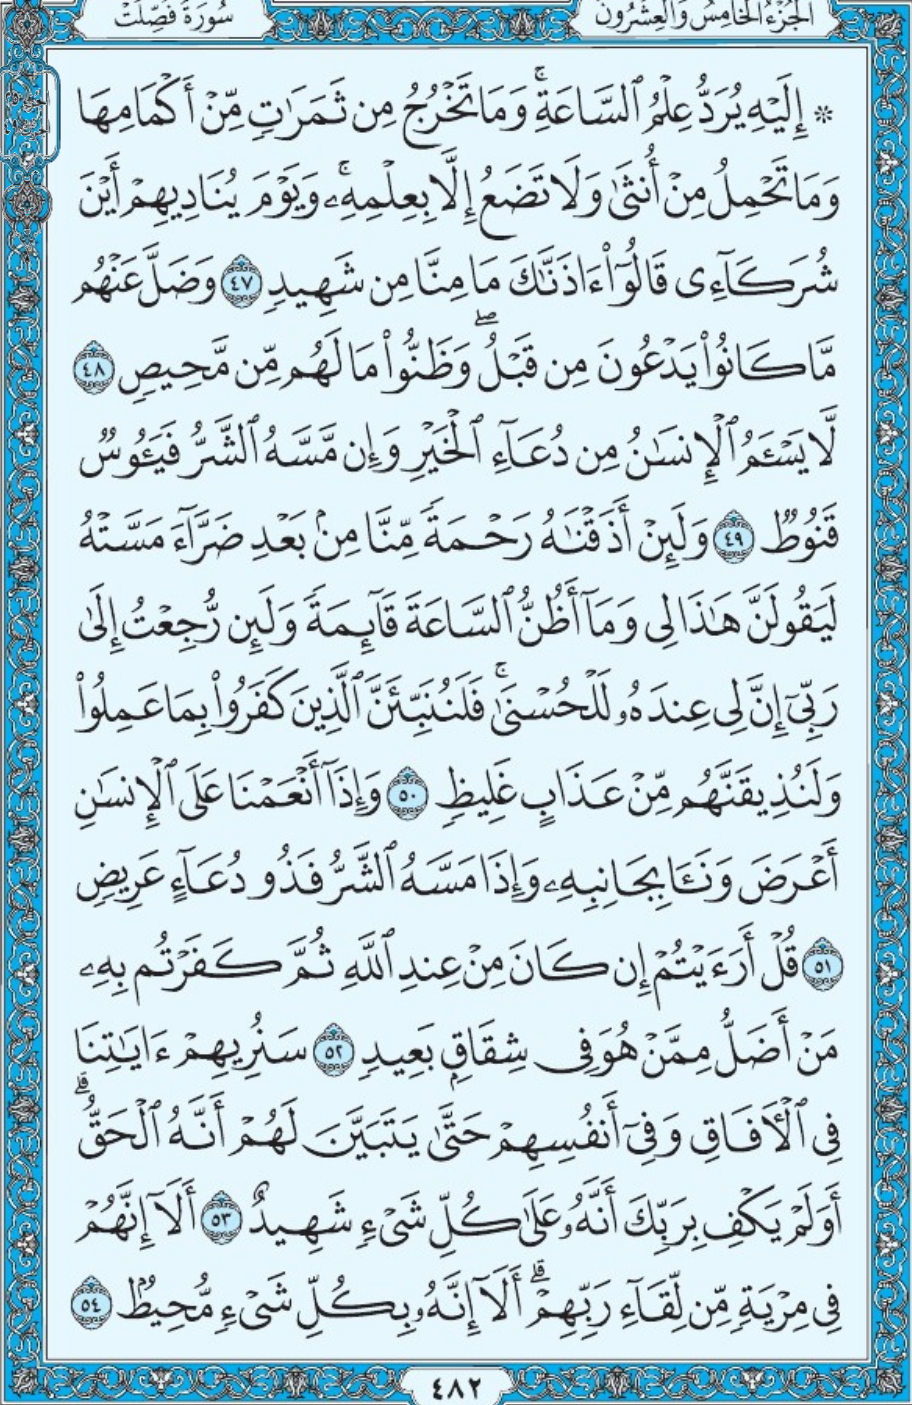 الجُزْءُ الخَامِسُ وَالعِشْرُونَ
سُورَةُ فُصِّلَتْ
۞ إِلَيْهِ يُرَدُّ عِلْمُ ٱلسَّاعَةِۚ وَمَا تَخْرُجُ مِن ثَمَرَٰتٖ مِّنْ أَكْمَامِهَا
وَمَا تَحْمِلُ مِنْ أُنثَىٰ وَلَا تَضَعُ إِلَّا بِعِلْمِهِۦۚ وَيَوْمَ يُنَادِيهِمْ أَيْنَ
شُرَكَآءِى قَالُوٓاْ ءَاذَنَّٰكَ مَا مِنَّا مِن شَهِيدٖ ٤٧ وَضَلَّ عَنْهُم
مَّا كَانُواْ يَدْعُونَ مِن قَبْلُۖ وَظَنُّواْ مَا لَهُم مِّن مَّحِيصٖ ٤٨
لَّا يَسْـَٔمُ ٱلْإِنسَٰنُ مِن دُعَآءِ ٱلْخَيْرِ وَإِن مَّسَّهُ ٱلشَّرُّ فَيَـُٔوسٞ
قَنُوطٞ ٤٩ وَلَئِنْ أَذَقْنَٰهُ رَحْمَةٗ مِّنَّا مِنۢ بَعْدِ ضَرَّآءَ مَسَّتْهُ
لَيَقُولَنَّ هَٰذَا لِى وَمَآ أَظُنُّ ٱلسَّاعَةَ قَآئِمَةٗ وَلَئِن رُّجِعْتُ إِلَىٰ
رَبِّىٓ إِنَّ لِى عِندَهُۥ لَلْحُسْنَىٰۚ فَلَنُنَبِّئَنَّ ٱلَّذِينَ كَفَرُواْ بِمَا عَمِلُواْ
وَلَنُذِيقَنَّهُم مِّنْ عَذَابٍ غَلِيظٖ ٥٠ وَإِذَآ أَنْعَمْنَا عَلَى ٱلْإِنسَٰنِ
أَعْرَضَ وَنَـَٔا بِجَانِبِهِۦ وَإِذَا مَسَّهُ ٱلشَّرُّ فَذُو دُعَآءٍ عَرِيضٖ
٥١ قُلْ أَرَءَيْتُمْ إِن كَانَ مِنْ عِندِ ٱللَّهِ ثُمَّ كَفَرْتُم بِهِۦ
مَنْ أَضَلُّ مِمَّنْ هُوَ فِى شِقَاقٍۭ بَعِيدٖ ٥٢ سَنُرِيهِمْ ءَايَٰتِنَا
فِى ٱلْأٓفَاقِ وَفِىٓ أَنفُسِهِمْ حَتَّىٰ يَتَبَيَّنَ لَهُمْ أَنَّهُ ٱلْحَقُّۗ
أَوَلَمْ يَكْفِ بِرَبِّكَ أَنَّهُۥ عَلَىٰ كُلِّ شَىْءٖ شَهِيدٌ ٥٣ أَلَآ إِنَّهُمْ
فِى مِرْيَةٖ مِّن لِّقَآءِ رَبِّهِمْۗ أَلَآ إِنَّهُۥ بِكُلِّ شَىْءٖ مُّحِيطُۢ ٥٤
٤٨٢